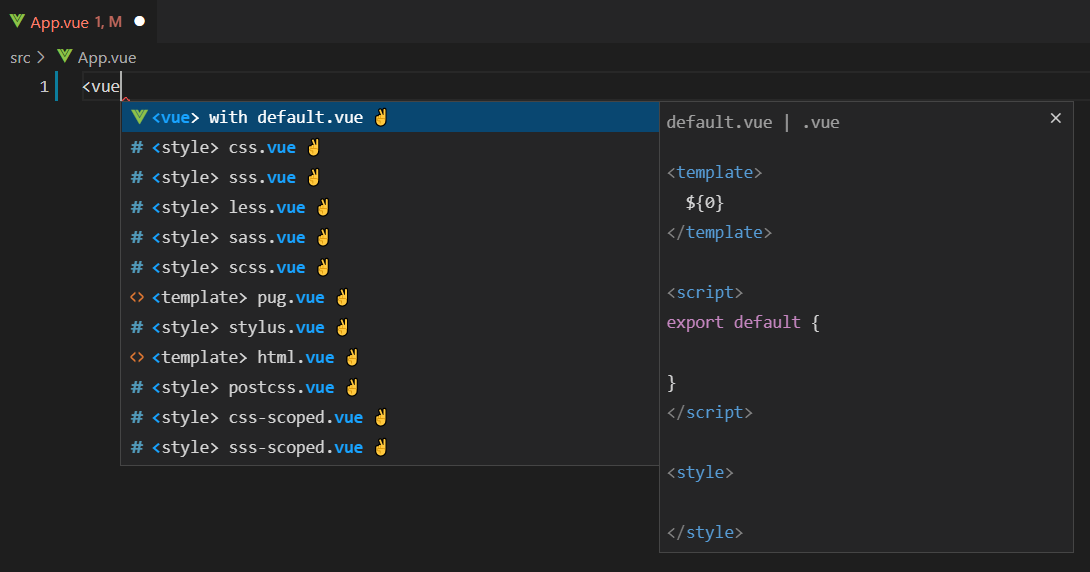 App.vue 1, M ●
src > App.vue
1 <vue
<vue> with default.vue ✌
<style> css.vue ✌
<style> sss.vue ✌
<style> less.vue ✌
<style> sass.vue ✌
<style> scss.vue ✌
<template> pug.vue ✌
<style> stylus.vue ✌
<template> html.vue ✌
<style> postcss.vue ✌
<style> css-scoped.vue ✌
<style> sss-scoped.vue ✌
default.vue | .vue ×
<template>
${0}
</template>
<script>
export default {
}
</script>
<style>
</style>